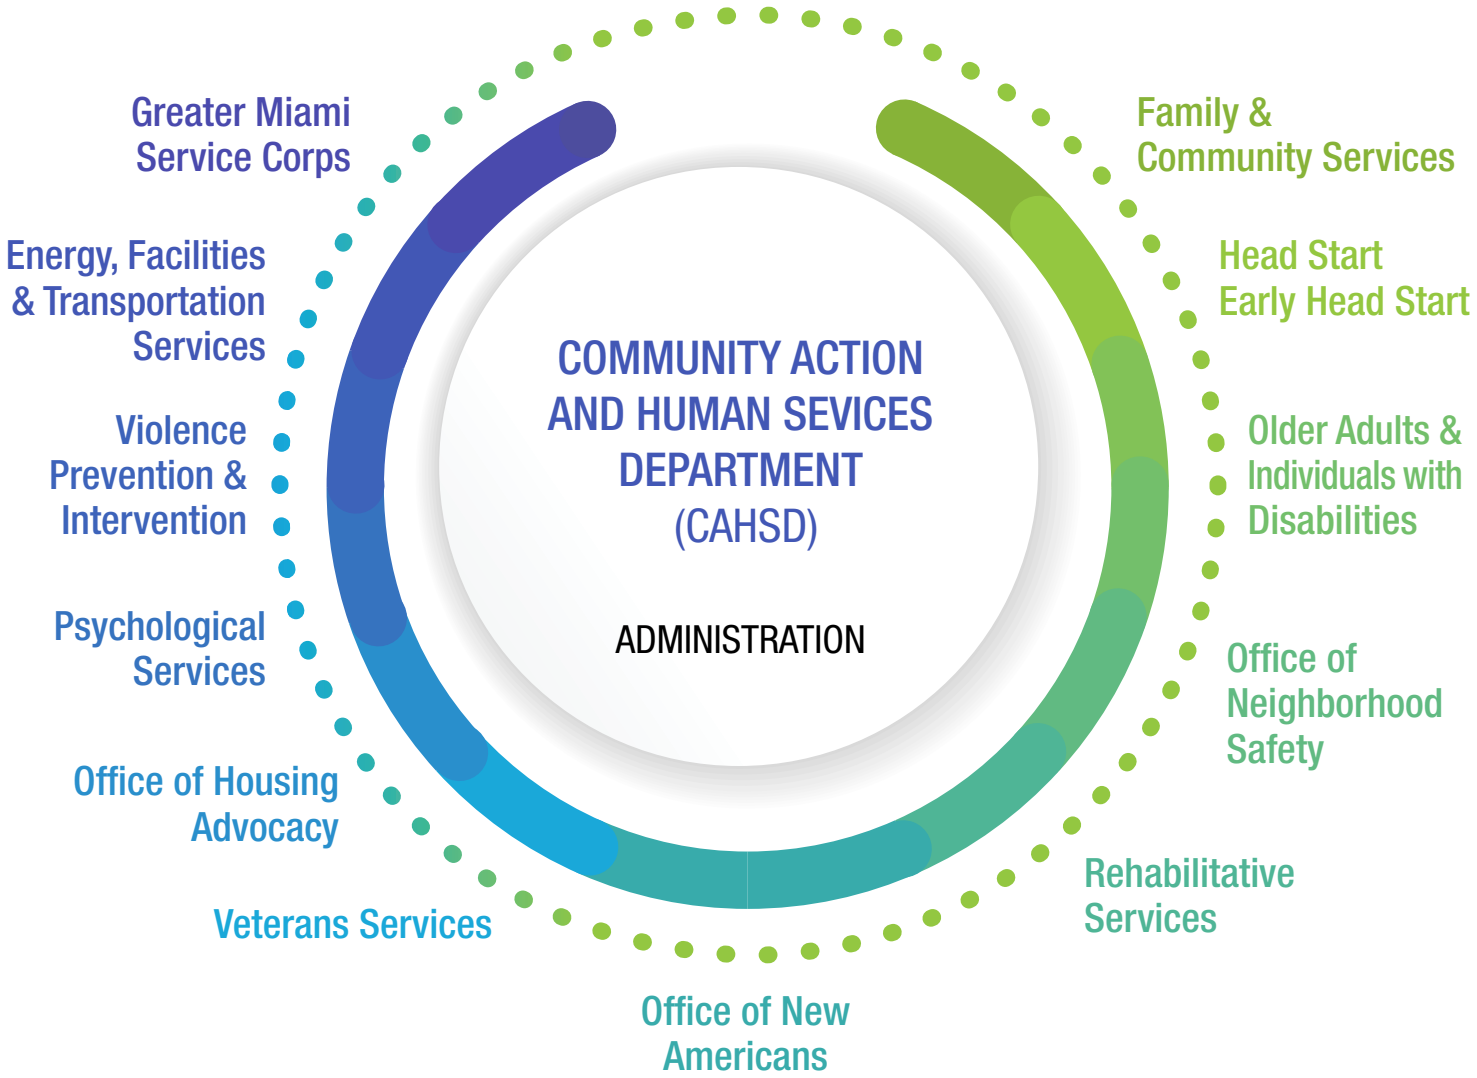 COMMUNITY ACTION
AND HUMAN SEVICES
DEPARTMENT
(CAHSD)
ADMINISTRATION
Family &
Community Services
Head Start
Early Head Start
Older Adults &
Individuals with
Disabilities
Office of
Neighborhood
Safety
Rehabilitative
Services
Office of New
Americans
Veterans Services
Office of Housing
Advocacy
Psychological
Services
Violence
Prevention &
Intervention
Energy, Facilities
& Transportation
Services
Greater Miami
Service Corps